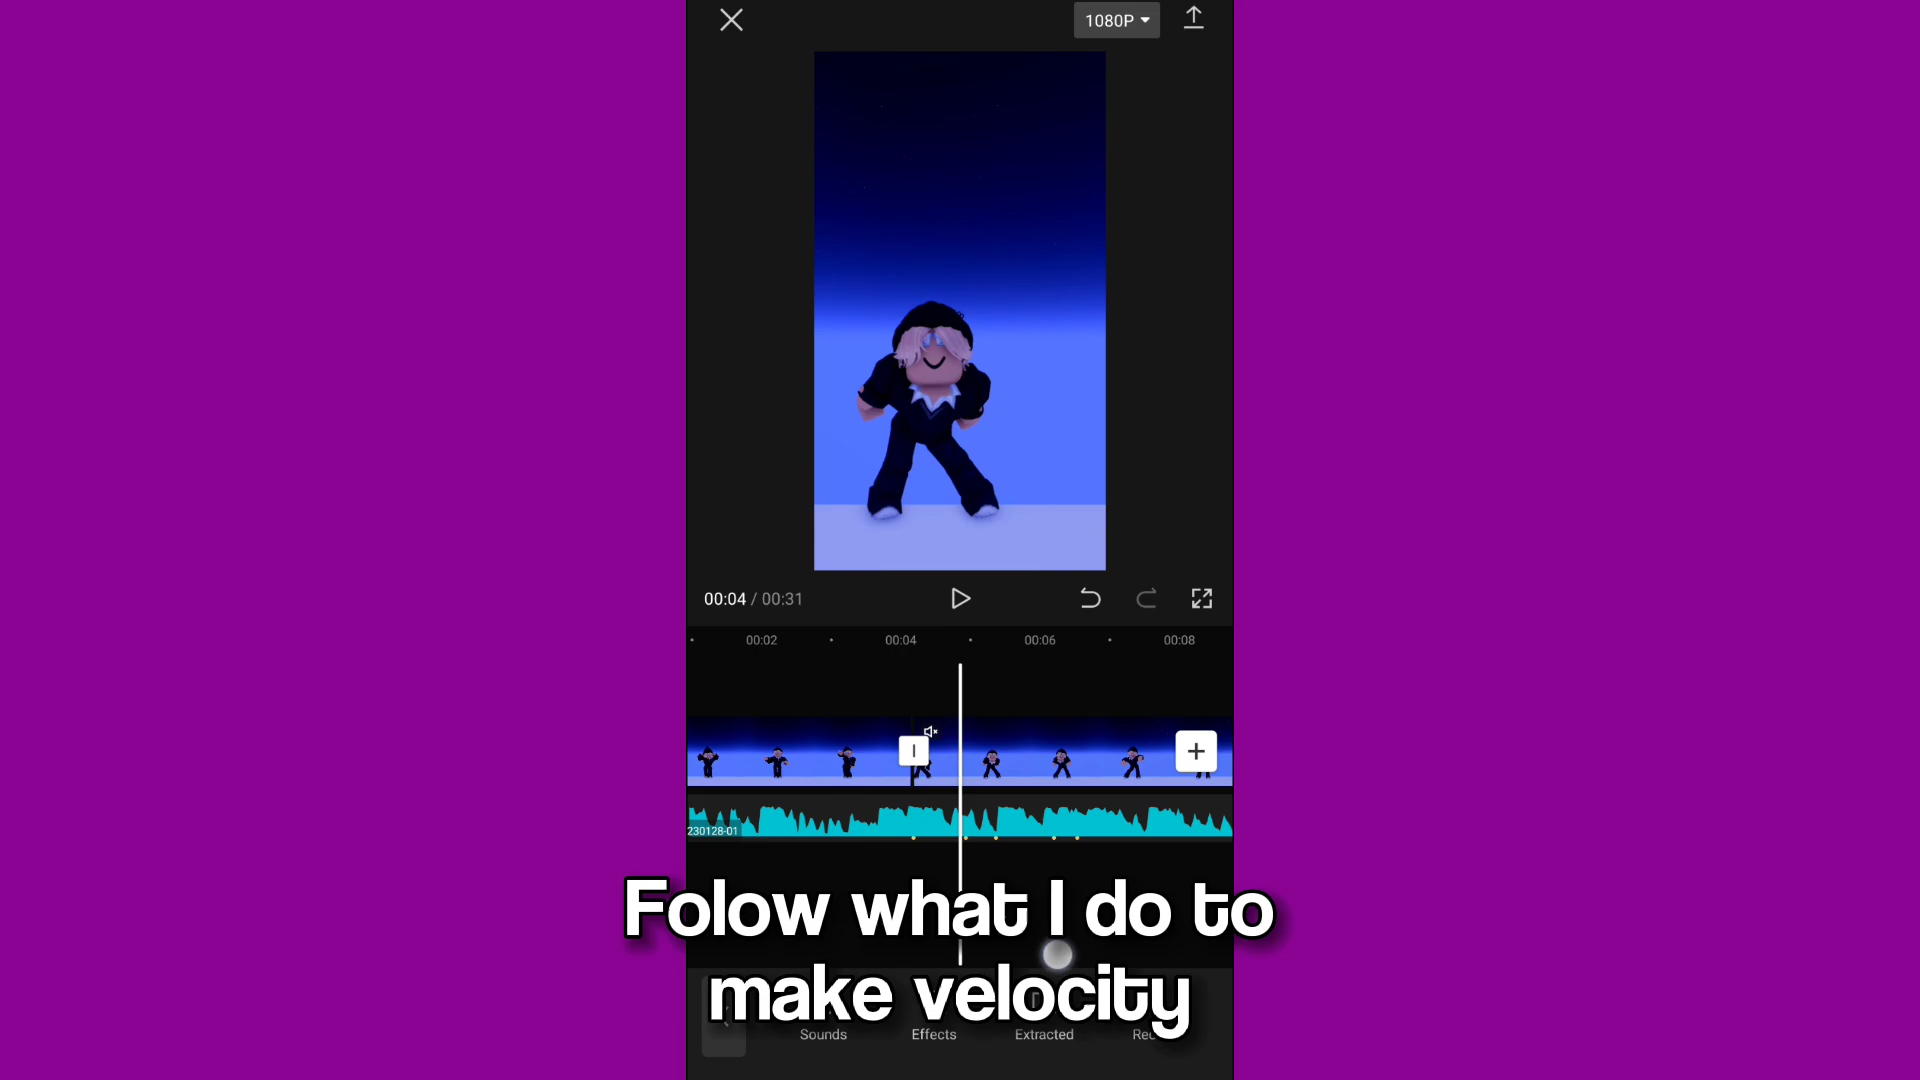 1080P
00:04 / 00:31
00:02 00:04 00:06 00:08
230128-01
Folow what I do to
make velocity
Sounds Effects Extracted Rec